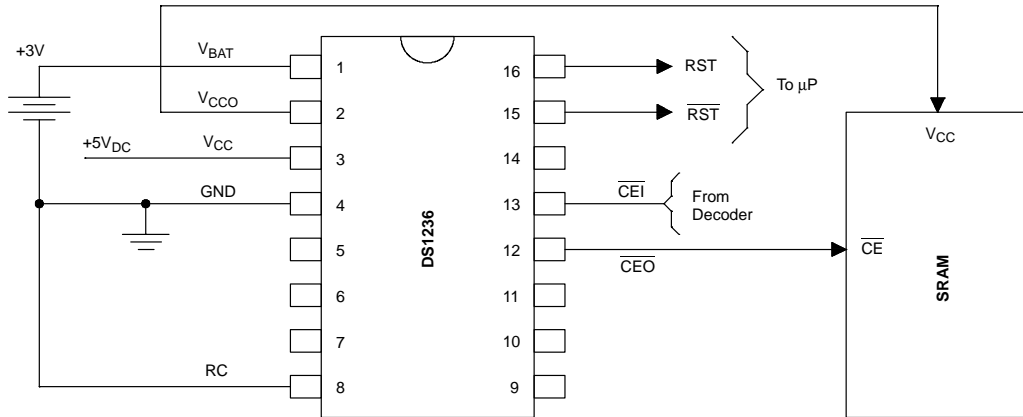 +3V
VBAT
1
16
RST
To µP
VCCO
2
15
RST
VCC
+5VDC
VCC
3
14
GND
4
13
CEI
From
Decoder
DS1236
5
12
CEO
CE
SRAM
6
11
7
10
RC
8
9